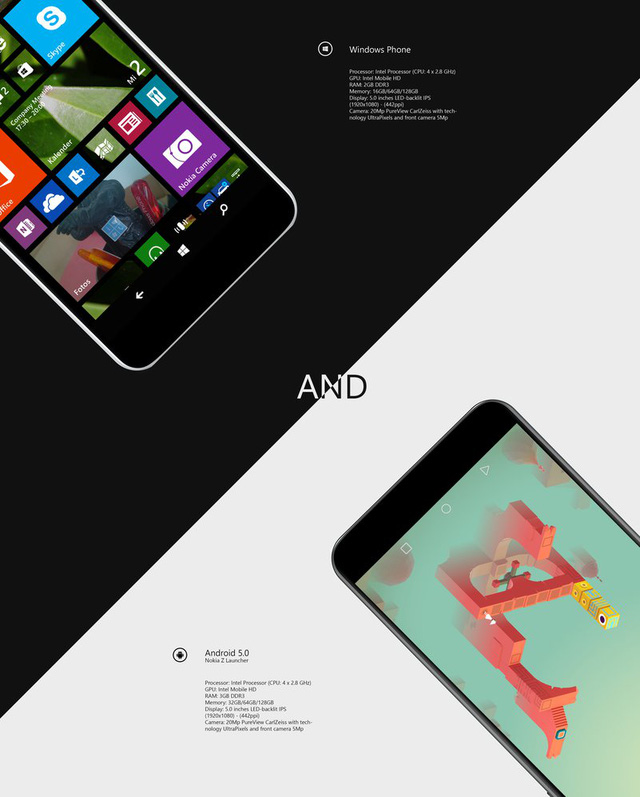 Skype
Company Meeting
17:30 – 20:00
Kalender
Mi 2
Office
Nokia Camera
Fotos
Windows Phone
Processor: Intel Processor (CPU: 4 x 2.8 GHz)
GPU: Intel Mobile HD
RAM: 2GB DDR3
Memory: 16GB/64GB/128GB
Display: 5.0 inches LED-backlit IPS
(1920x1080) - (442ppi)
Camera: 20Mp PureView CarlZeiss with tech-
nology UltraPixels and front camera 5Mp
AND
Android 5.0
Nokia Z Launcher
Processor: Intel Processor (CPU: 4 x 2.8 GHz)
GPU: Intel Mobile HD
RAM: 3GB DDR3
Memory: 32GB/64GB/128GB
Display: 5.0 inches LED-backlit IPS
(1920x1080) - (442ppi)
Camera: 20Mp PureView CarlZeiss with tech-
nology UltraPixels and front camera 5Mp